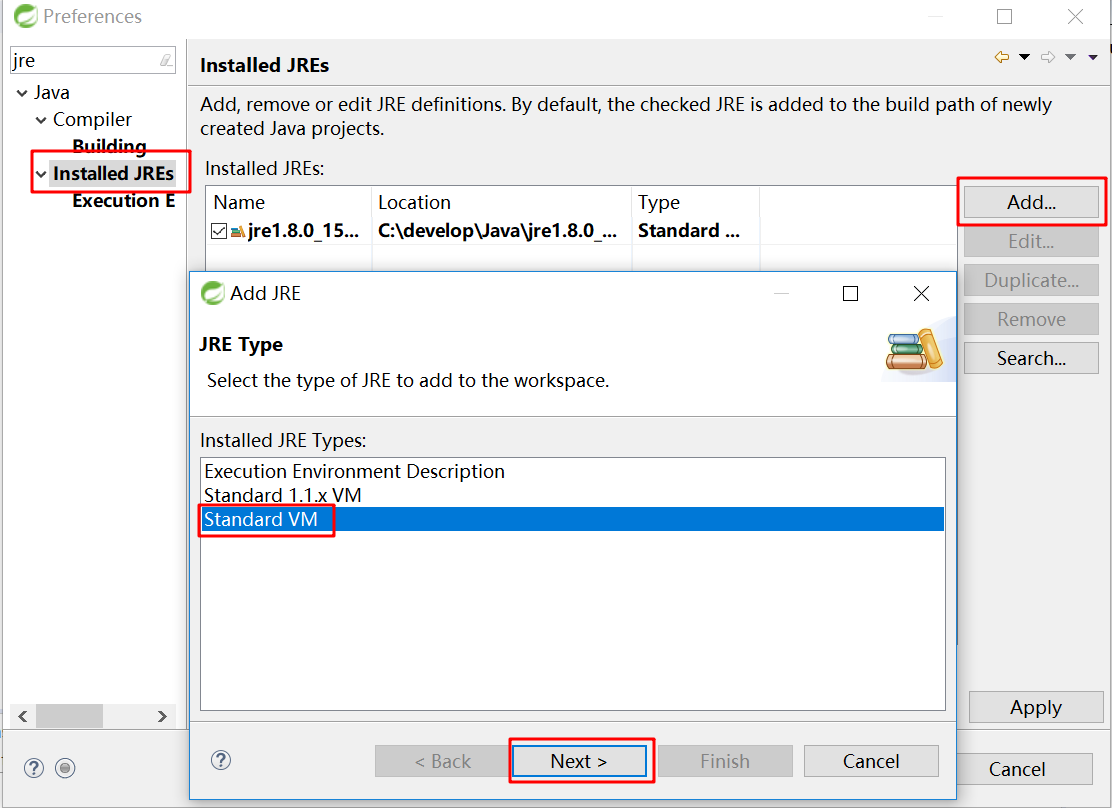 Preferences
jre
Java
Compiler
Building
Installed JREs
Execution E
Installed JREs
Add, remove or edit JRE definitions. By default, the checked JRE is added to the build path of newly
created Java projects.
Installed JREs:
Name Location Type
jre1.8.0_15... C:\develop\Java\jre1.8.0_... Standard ...
Add...
Edit...
Duplicate...
Remove
Search...
Add JRE
JRE Type
Select the type of JRE to add to the workspace.
Installed JRE Types:
Execution Environment Description
Standard 1.1.x VM
Standard VM
< Back Next > Finish Cancel
Apply
Cancel